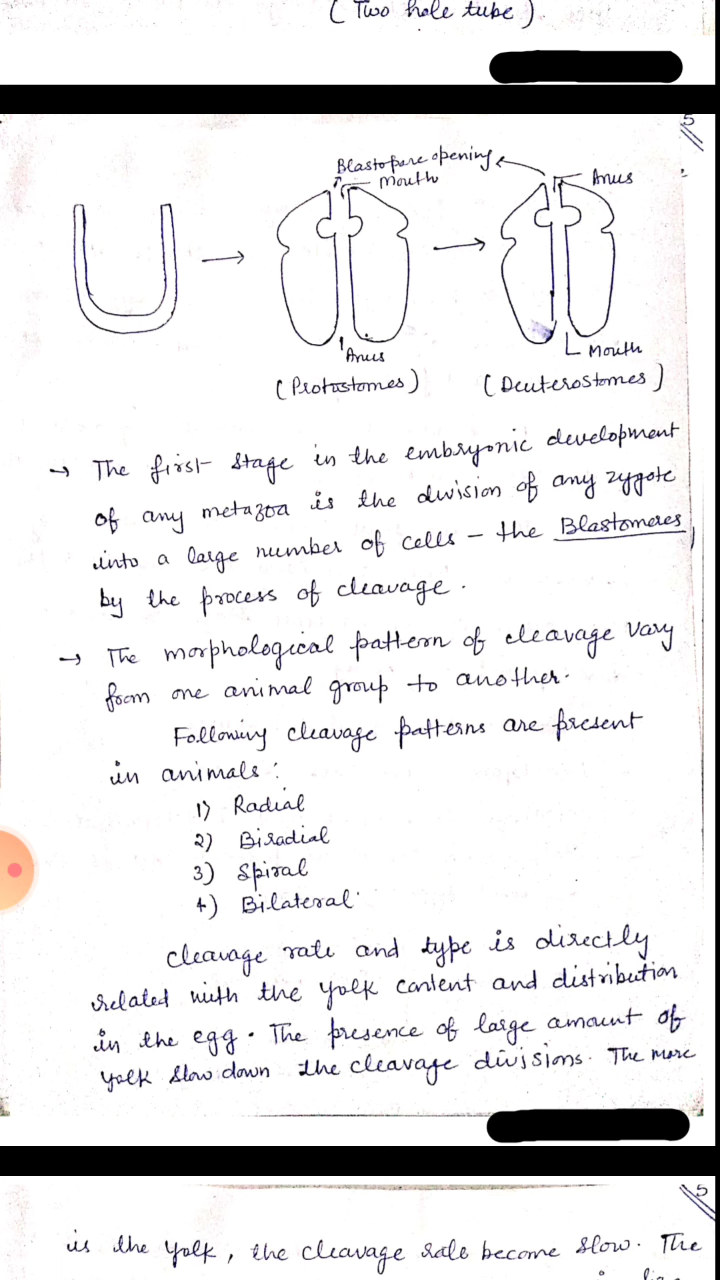 ( Two hole tube )
5
Blastopore opening
Mouth
Anus
Anus
Mouth
( Protostomes )
( Deuterostomes )
→ The first stage in the embryonic development
of any metazoa is the division of any zygote
into a large number of cells - the Blastomeres,
by the process of cleavage.
→ The morphological pattern of cleavage vary
from one animal group to another.
Following cleavage patterns are present
in animals :
1) Radial
2) Biradial
3) Spiral
4) Bilateral
Cleavage rate and type is directly
related with the yolk content and distribution
in the egg. The presence of large amount of
yolk slow down the cleavage divisions. The more
5
is the yolk, the cleavage rate become slow. The